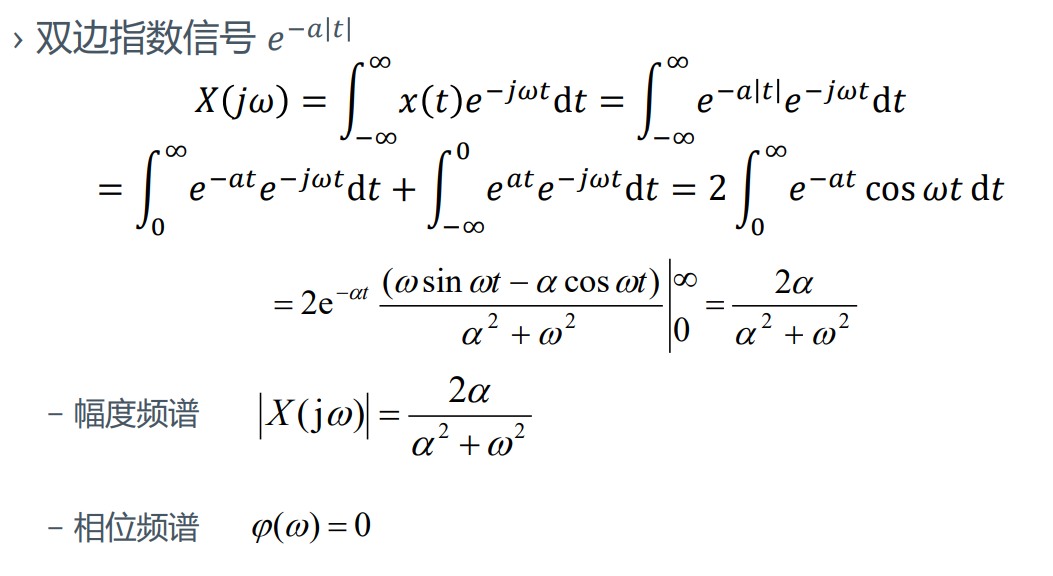 › 双边指数信号 e^{-a|t|}
X(jω) = ∫_{-∞}^{∞} x(t)e^{-jωt}dt = ∫_{-∞}^{∞} e^{-a|t|}e^{-jωt}dt
= ∫_{0}^{∞} e^{-at}e^{-jωt}dt + ∫_{-∞}^{0} e^{at}e^{-jωt}dt = 2∫_{0}^{∞} e^{-at} cos ωt dt
= 2e^{-αt} (ω sin ωt − α cos ωt)/(α² + ω²) |_{0}^{∞} = 2α/(α² + ω²)
– 幅度频谱 |X(jω)| = 2α/(α² + ω²)
– 相位频谱 φ(ω) = 0